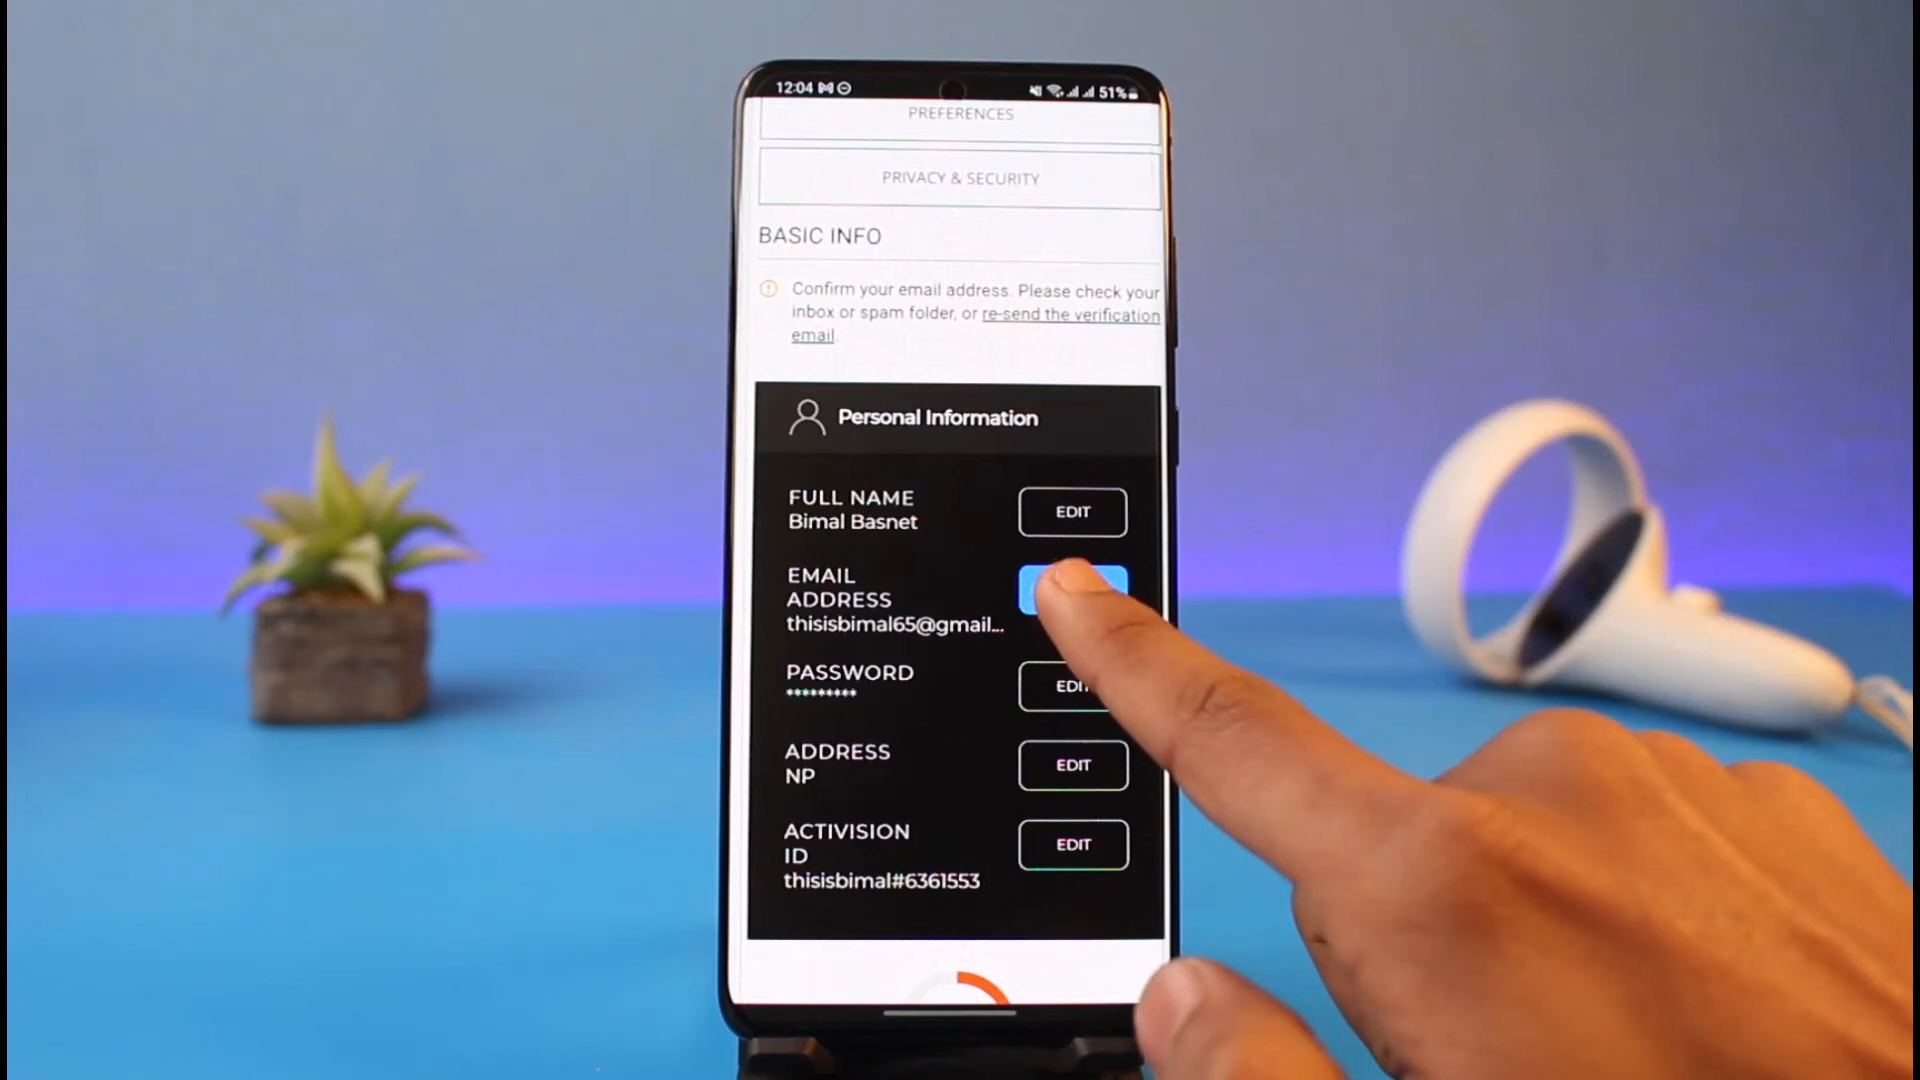 12:04
51%
PREFERENCES
PRIVACY & SECURITY
BASIC INFO
Confirm your email address. Please check your
inbox or spam folder, or re-send the verification
email.
Personal Information
FULL NAME
Bimal Basnet
EDIT
EMAIL
ADDRESS
thisisbimal65@gmail...
PASSWORD
*********
EDIT
ADDRESS
NP
EDIT
ACTIVISION
ID
thisisbimal#6361553
EDIT